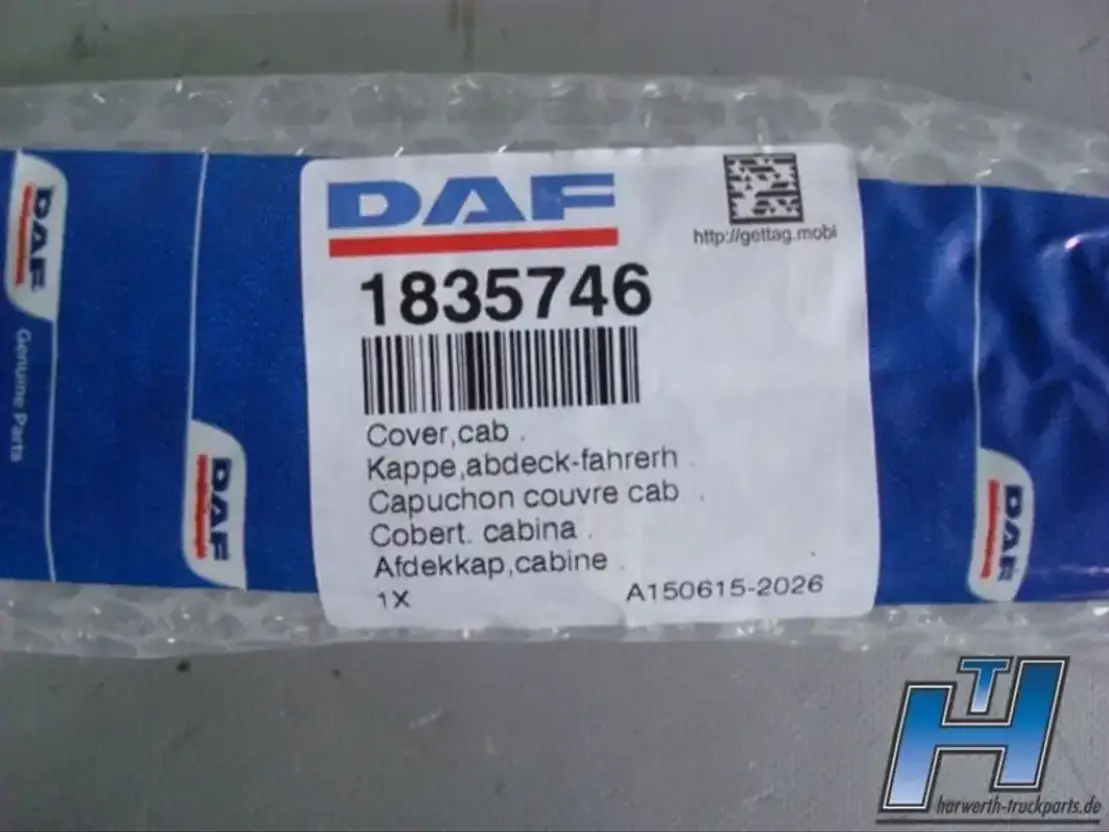 DAF
http://gettag.mobi
1835746
Cover,cab .
Kappe,abdeck-fahrerh .
Capuchon couvre cab .
Cobert. cabina .
Afdekkap,cabine .
1X
A150615-2026
DAF
Genuine Parts
DAF
DAF
HT
harwerth-truckparts.de